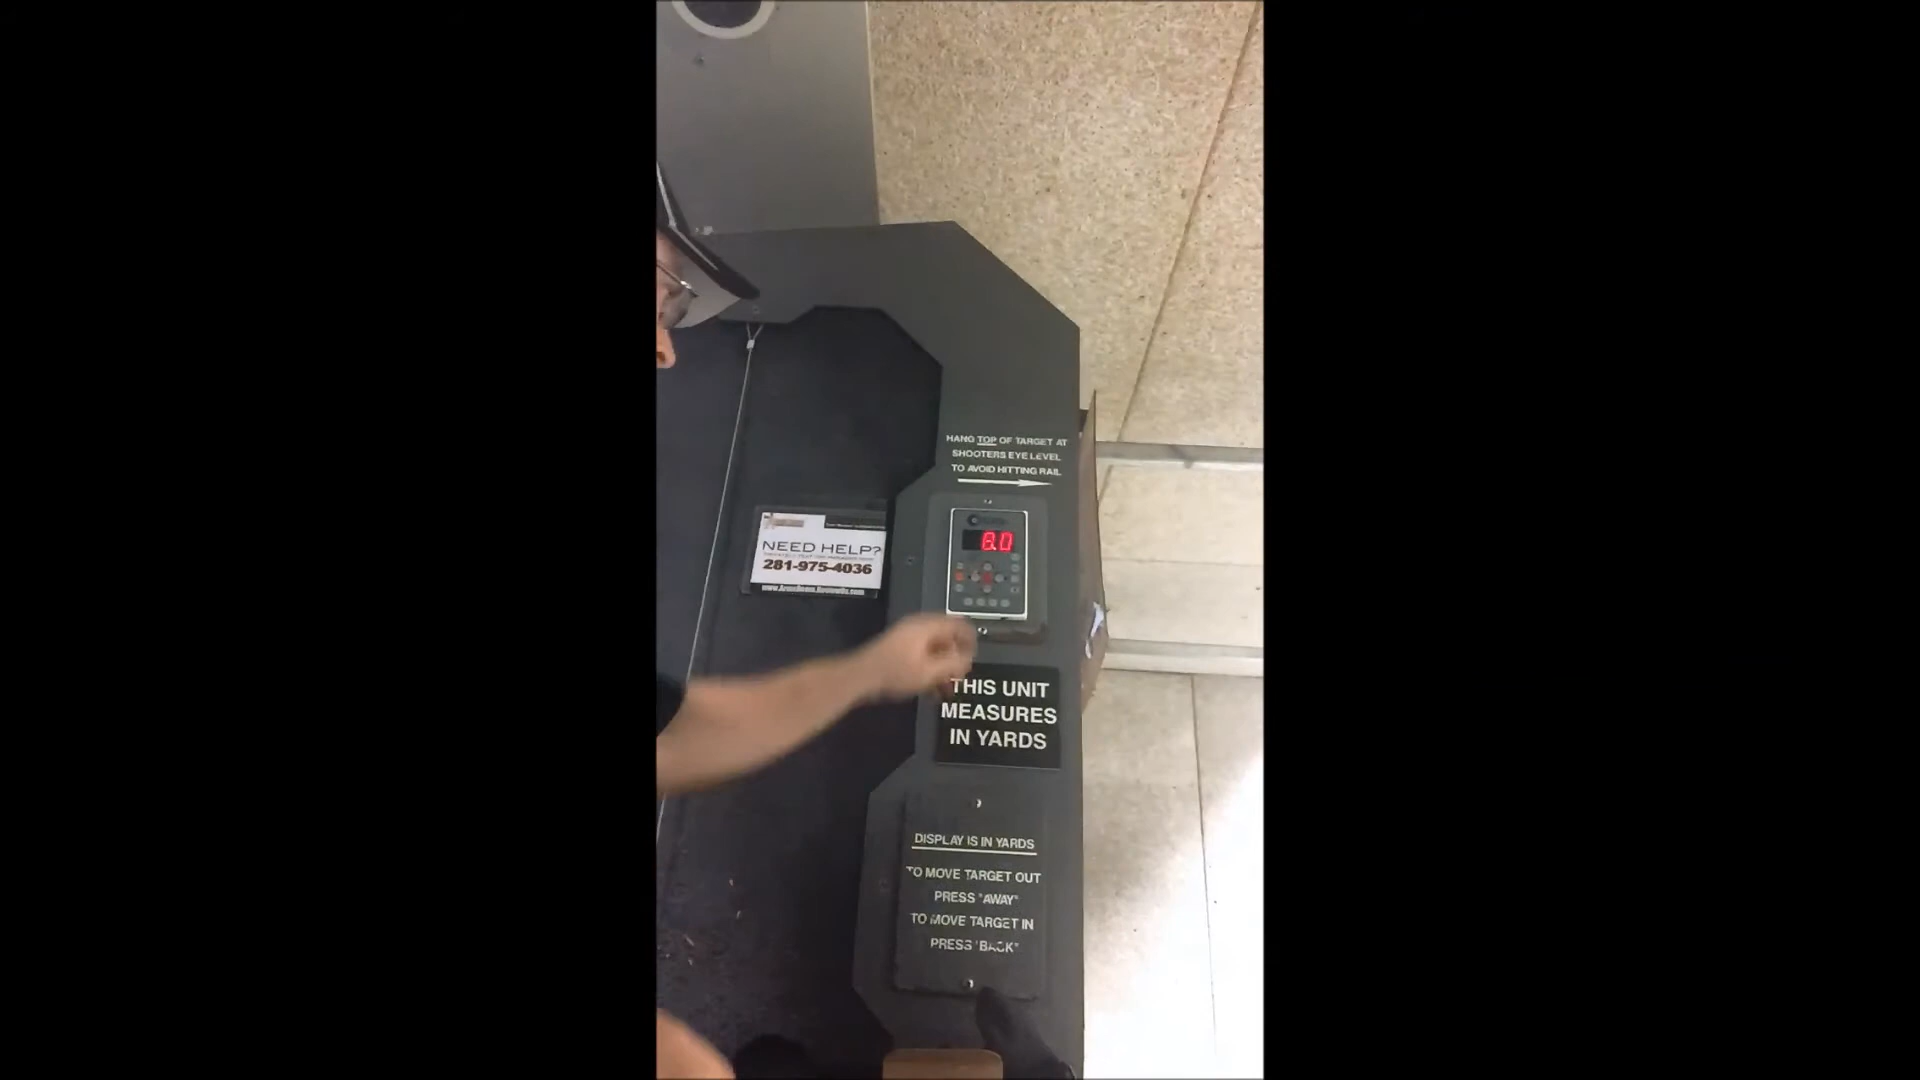 HANG TOP OF TARGET AT
SHOOTERS EYE LEVEL
TO AVOID HITTING RAIL
8.0
NEED HELP?
281-975-4036
THIS UNIT
MEASURES
IN YARDS
DISPLAY IS IN YARDS
TO MOVE TARGET OUT
PRESS "AWAY"
TO MOVE TARGET IN
PRESS "BACK"